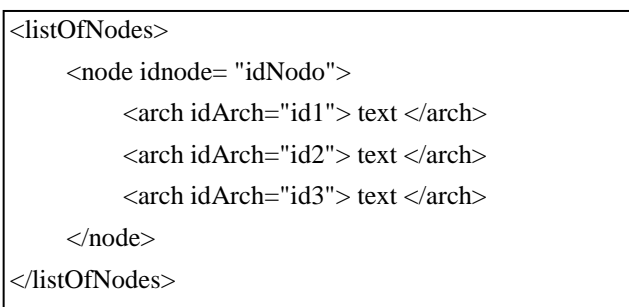 <listOfNodes>
<node idnode= "idNodo">
<arch idArch="id1"> text </arch>
<arch idArch="id2"> text </arch>
<arch idArch="id3"> text </arch>
</node>
</listOfNodes>